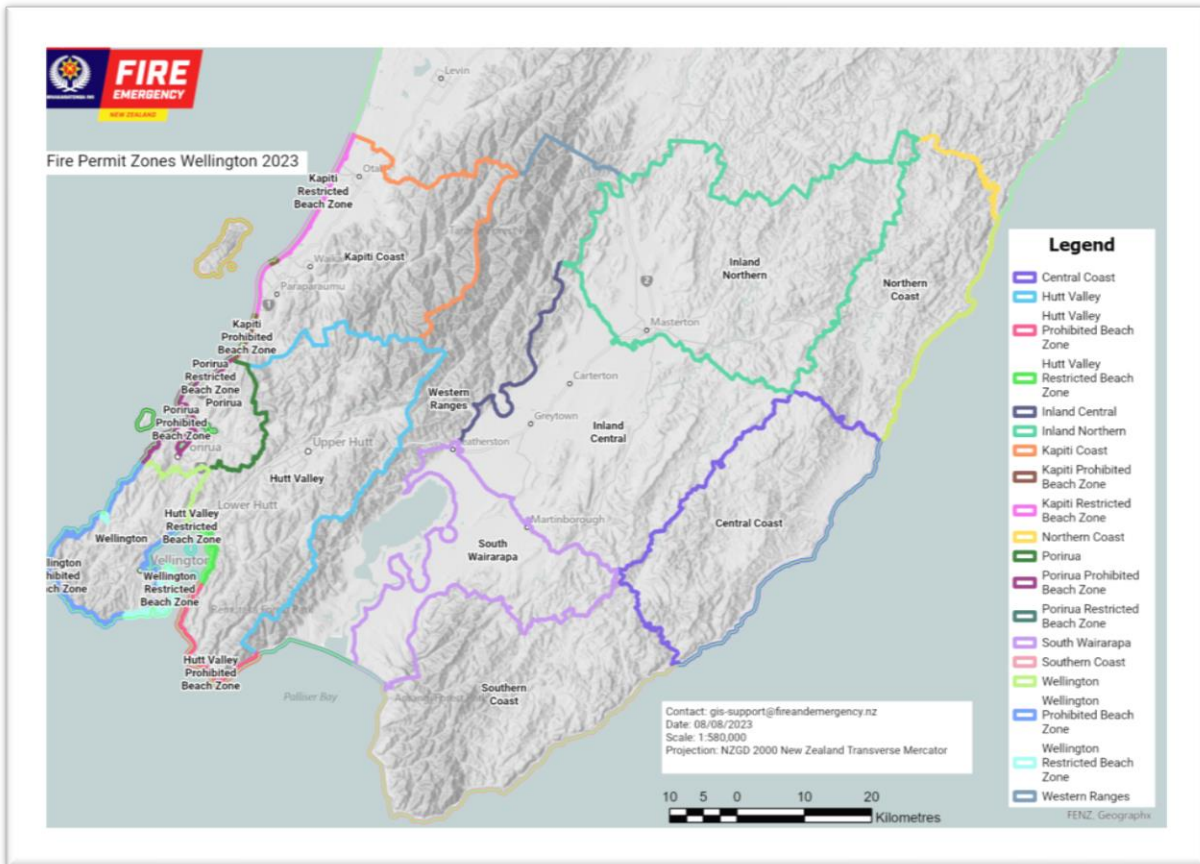 FIRE
EMERGENCY
NEW ZEALAND
Fire Permit Zones Wellington 2023
Levin
Kapiti
Restricted
Beach Zone
Kapiti Coast
Paraparaumu
1
Kapiti
Prohibited
Beach Zone
Porirua
Restricted
Beach Zone
Porirua
Porirua
Prohibited
Beach Zone
Inland
Northern
2
Masterton
Northern
Coast
Carterton
Western
Ranges
Greytown
Inland
Central
Upper Hutt
Hutt Valley
Lower Hutt
Hutt Valley
Restricted
Beach Zone
Wellington
Wellington
Wellington
Restricted
Beach Zone
Martinborough
South
Wairarapa
Central Coast
Hutt Valley
Prohibited
Beach Zone
Palliser Bay
Southern
Coast
Contact: gis-support@fireandemergency.nz
Date: 08/08/2023
Scale: 1:580,000
Projection: NZGD 2000 New Zealand Transverse Mercator
10 5 0 10 20
Kilometres
Legend
Central Coast
Hutt Valley
Hutt Valley
Prohibited Beach
Zone
Hutt Valley
Restricted Beach
Zone
Inland Central
Inland Northern
Kapiti Coast
Kapiti Prohibited
Beach Zone
Kapiti Restricted
Beach Zone
Northern Coast
Porirua
Porirua Prohibited
Beach Zone
Porirua Restricted
Beach Zone
South Wairarapa
Southern Coast
Wellington
Wellington
Prohibited Beach
Zone
Wellington
Restricted Beach
Zone
Western Ranges
FENZ, Geographx